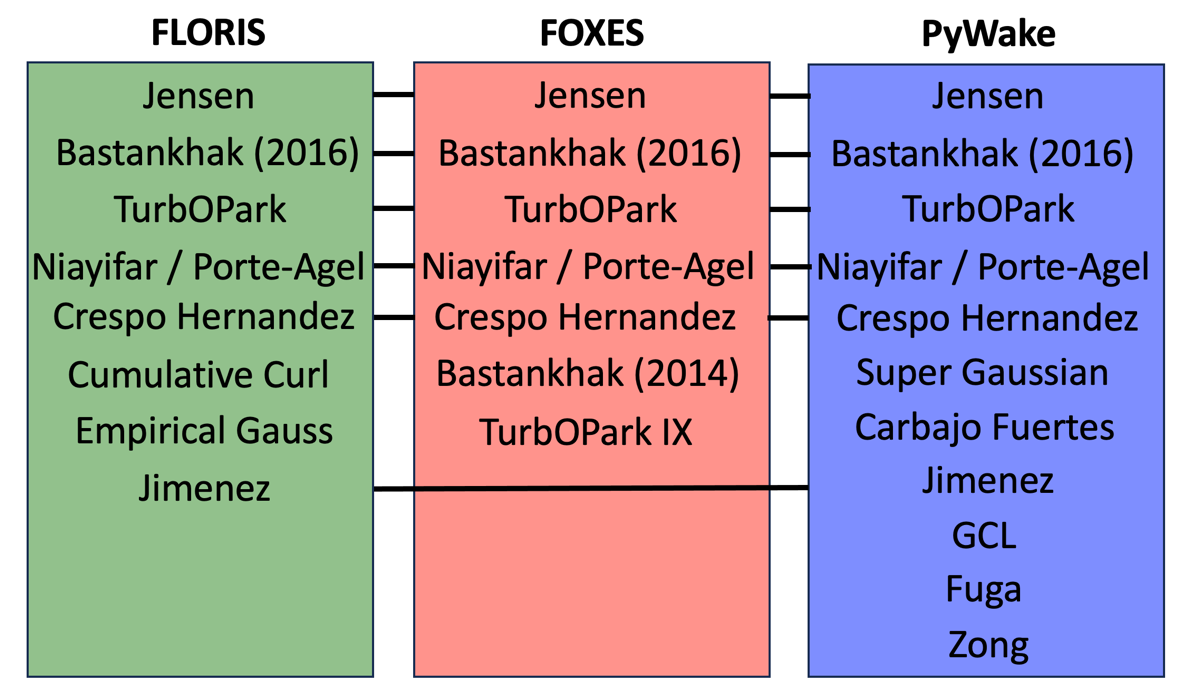 FLORIS
Jensen
Bastankhak (2016)
TurbOPark
Niayifar / Porte-Agel
Crespo Hernandez
Cumulative Curl
Empirical Gauss
Jimenez
FOXES
Jensen
Bastankhak (2016)
TurbOPark
Niayifar / Porte-Agel
Crespo Hernandez
Bastankhak (2014)
TurbOPark IX
PyWake
Jensen
Bastankhak (2016)
TurbOPark
Niayifar / Porte-Agel
Crespo Hernandez
Super Gaussian
Carbajo Fuertes
Jimenez
GCL
Fuga
Zong